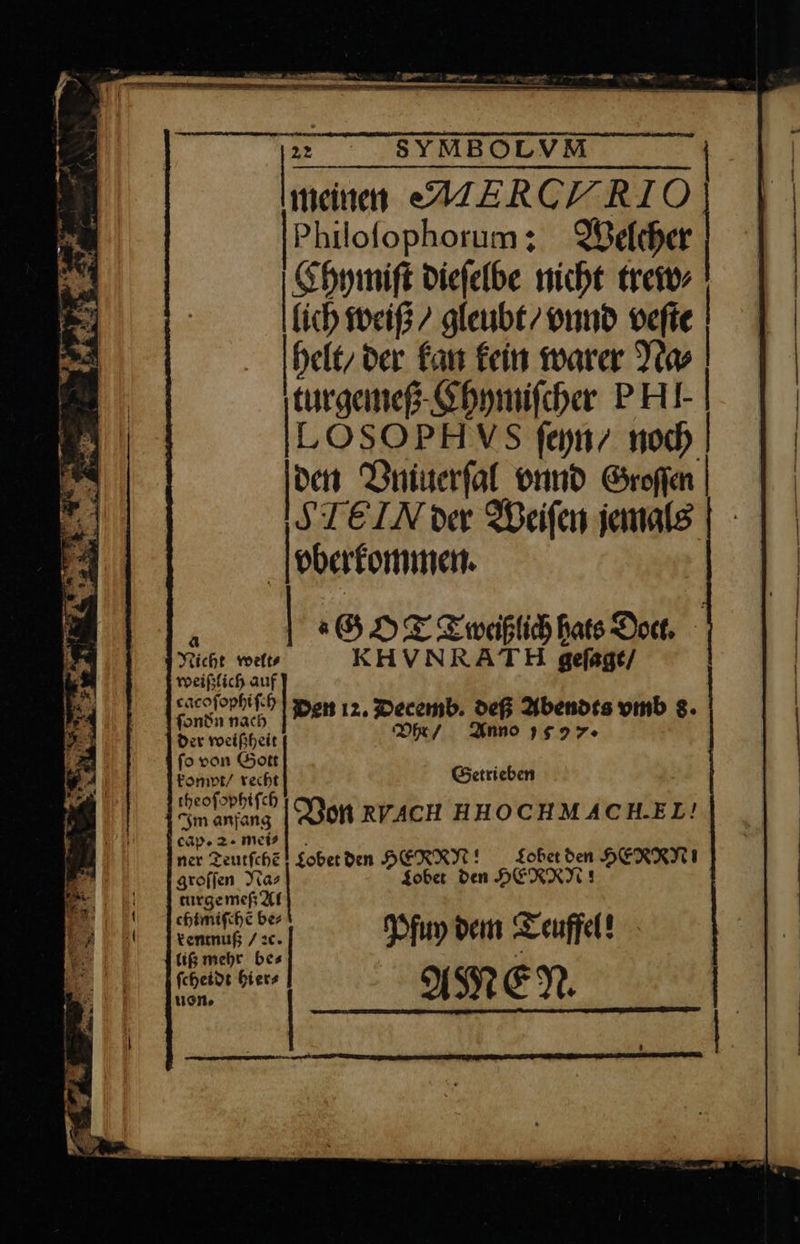 22 SYMBOLVM
meinen MERCVRIO
Philoſophorum: Welcher
Chymiſt dieſelbe nicht trew⸗
lich weiß / gleubt / vnnd veſte
helt / der kan kein warer Na⸗
turgemeß-Chymiſcher PHI-
LOSOPHVS ſeyn / noch
den Vniuerſal vnnd Groſſen
STEIN der Weiſen jemals
vberkommen.
a GOTTweißlich hats Doct.
KHVNRATH geſagt/
Den 12. Decemb. deß Abendts vmb 8.
Vhr / Anno 1597.
Getrieben
Von RVACH HHOCHMACH-EL!
Lobet den HERRN! Lobet den HERRN!
Lobet den HERRN!
Pfuy dem Teuffel!
AMEN.
a
Nicht welt⸗
weißlich auf
cacoſophiſch
ſondn nach
der weißheit
ſo von Gott
komvt/ recht
theoſophiſch
Im anfang
cap. 2. mei⸗
ner Teutſchē
groſſen Na⸗
turgemeß Al
chimiſchē be⸗
kentnuß / ꝛc.
liß mehr be⸗
ſcheidt hier⸗
uon.